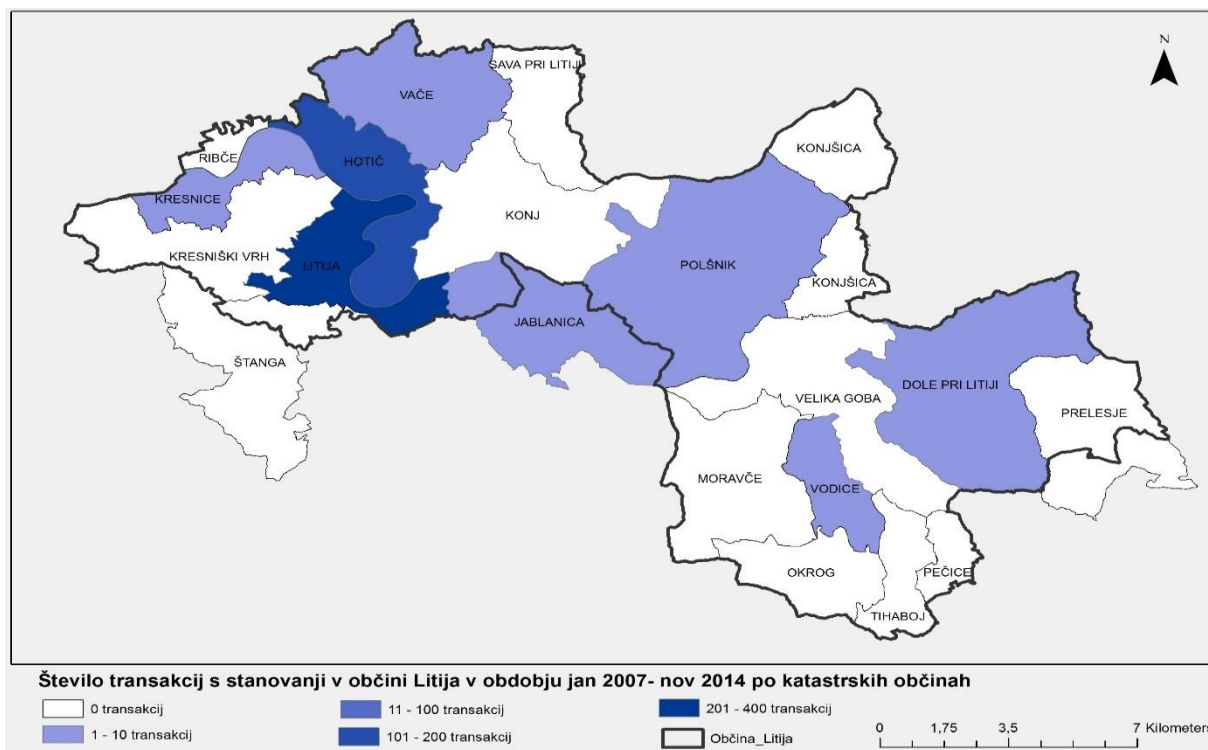 N
SAVA PRI LITIJI
VAČE
KONJŠICA
RIBČE
HOTIČ
KRESNICE
KONJ
KRESNIŠKI VRH
LITIJA
POLŠNIK
KONJŠICA
JABLANICA
ŠTANGA
DOLE PRI LITIJI
VELIKA GOBA
PRELESJE
MORAVČE
VODICE
OKROG
PEČICE
TIHABOJ
Število transakcij s stanovanji v občini Litija v obdobju jan 2007- nov 2014 po katastrskih občinah
0 transakcij
11 - 100 transakcij
201 - 400 transakcij
1 - 10 transakcij
101 - 200 transakcij
Občina_Litija
0 1,75 3,5 7 Kilometers